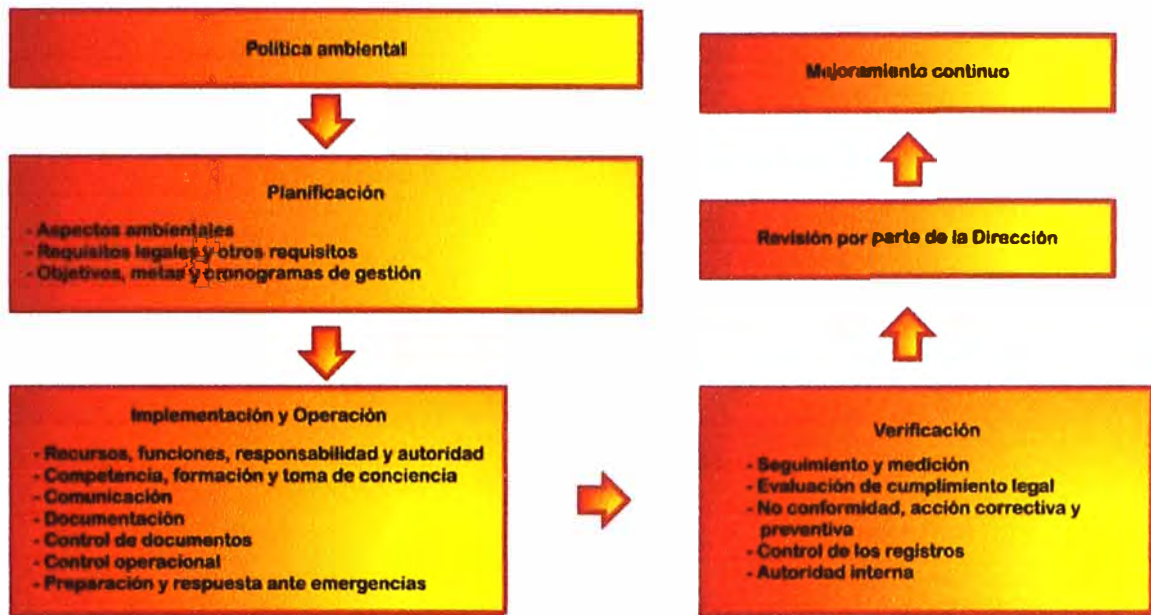 Política ambiental
Planificación
- Aspectos ambientales
- Requisitos legales y otros requisitos
- Objetivos, metas y cronogramas de gestión
Implementación y Operación
- Recursos, funciones, responsabilidad y autoridad
- Competencia, formación y toma de conciencia
- Comunicación
- Documentación
- Control de documentos
- Control operacional
- Preparación y respuesta ante emergencias
Verificación
- Seguimiento y medición
- Evaluación de cumplimiento legal
- No conformidad, acción correctiva y
preventiva
- Control de los registros
- Autoridad interna
Revisión por parte de la Dirección
Mejoramiento continuo